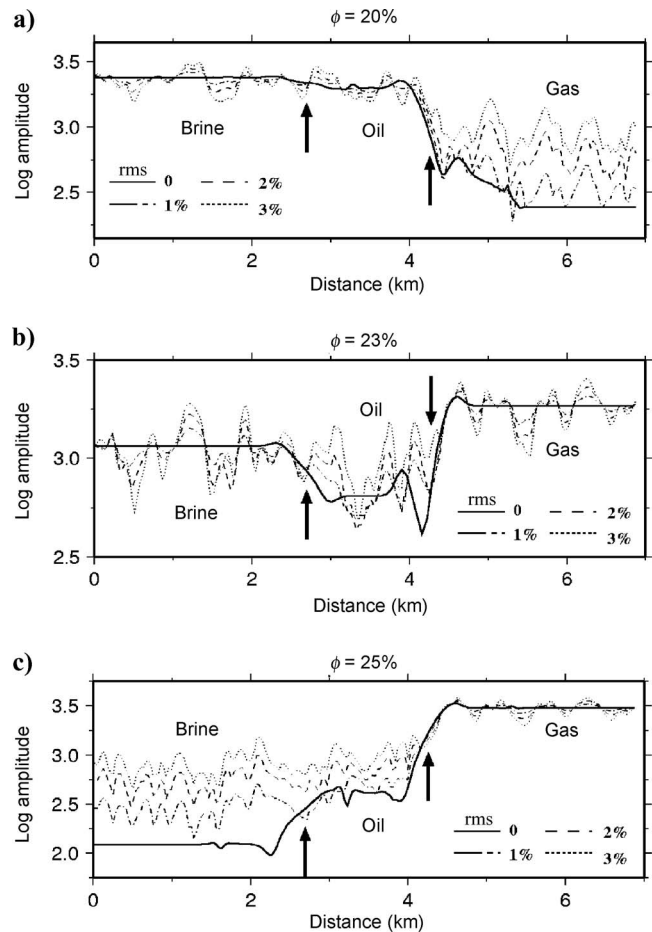 a)
ϕ = 20%
Log amplitude
3.5
3.0
2.5
Brine
Oil
Gas
rms
0
2%
1%
3%
0 2 4 6
Distance (km)
b)
ϕ = 23%
Log amplitude
3.5
3.0
2.5
Oil
Brine
Gas
rms
0
2%
1%
3%
0 2 4 6
Distance (km)
c)
ϕ = 25%
Log amplitude
3.5
3.0
2.5
2.0
Brine
Gas
Oil
rms
0
2%
1%
3%
0 2 4 6
Distance (km)